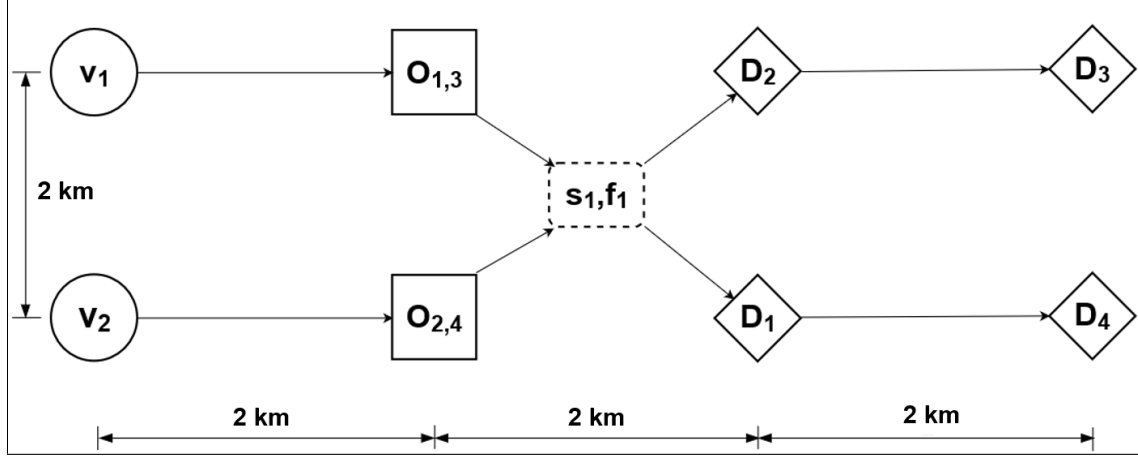 v₁
O₁,₃
D₂
D₃
2 km
s₁,f₁
v₂
O₂,₄
D₁
D₄
2 km
2 km
2 km